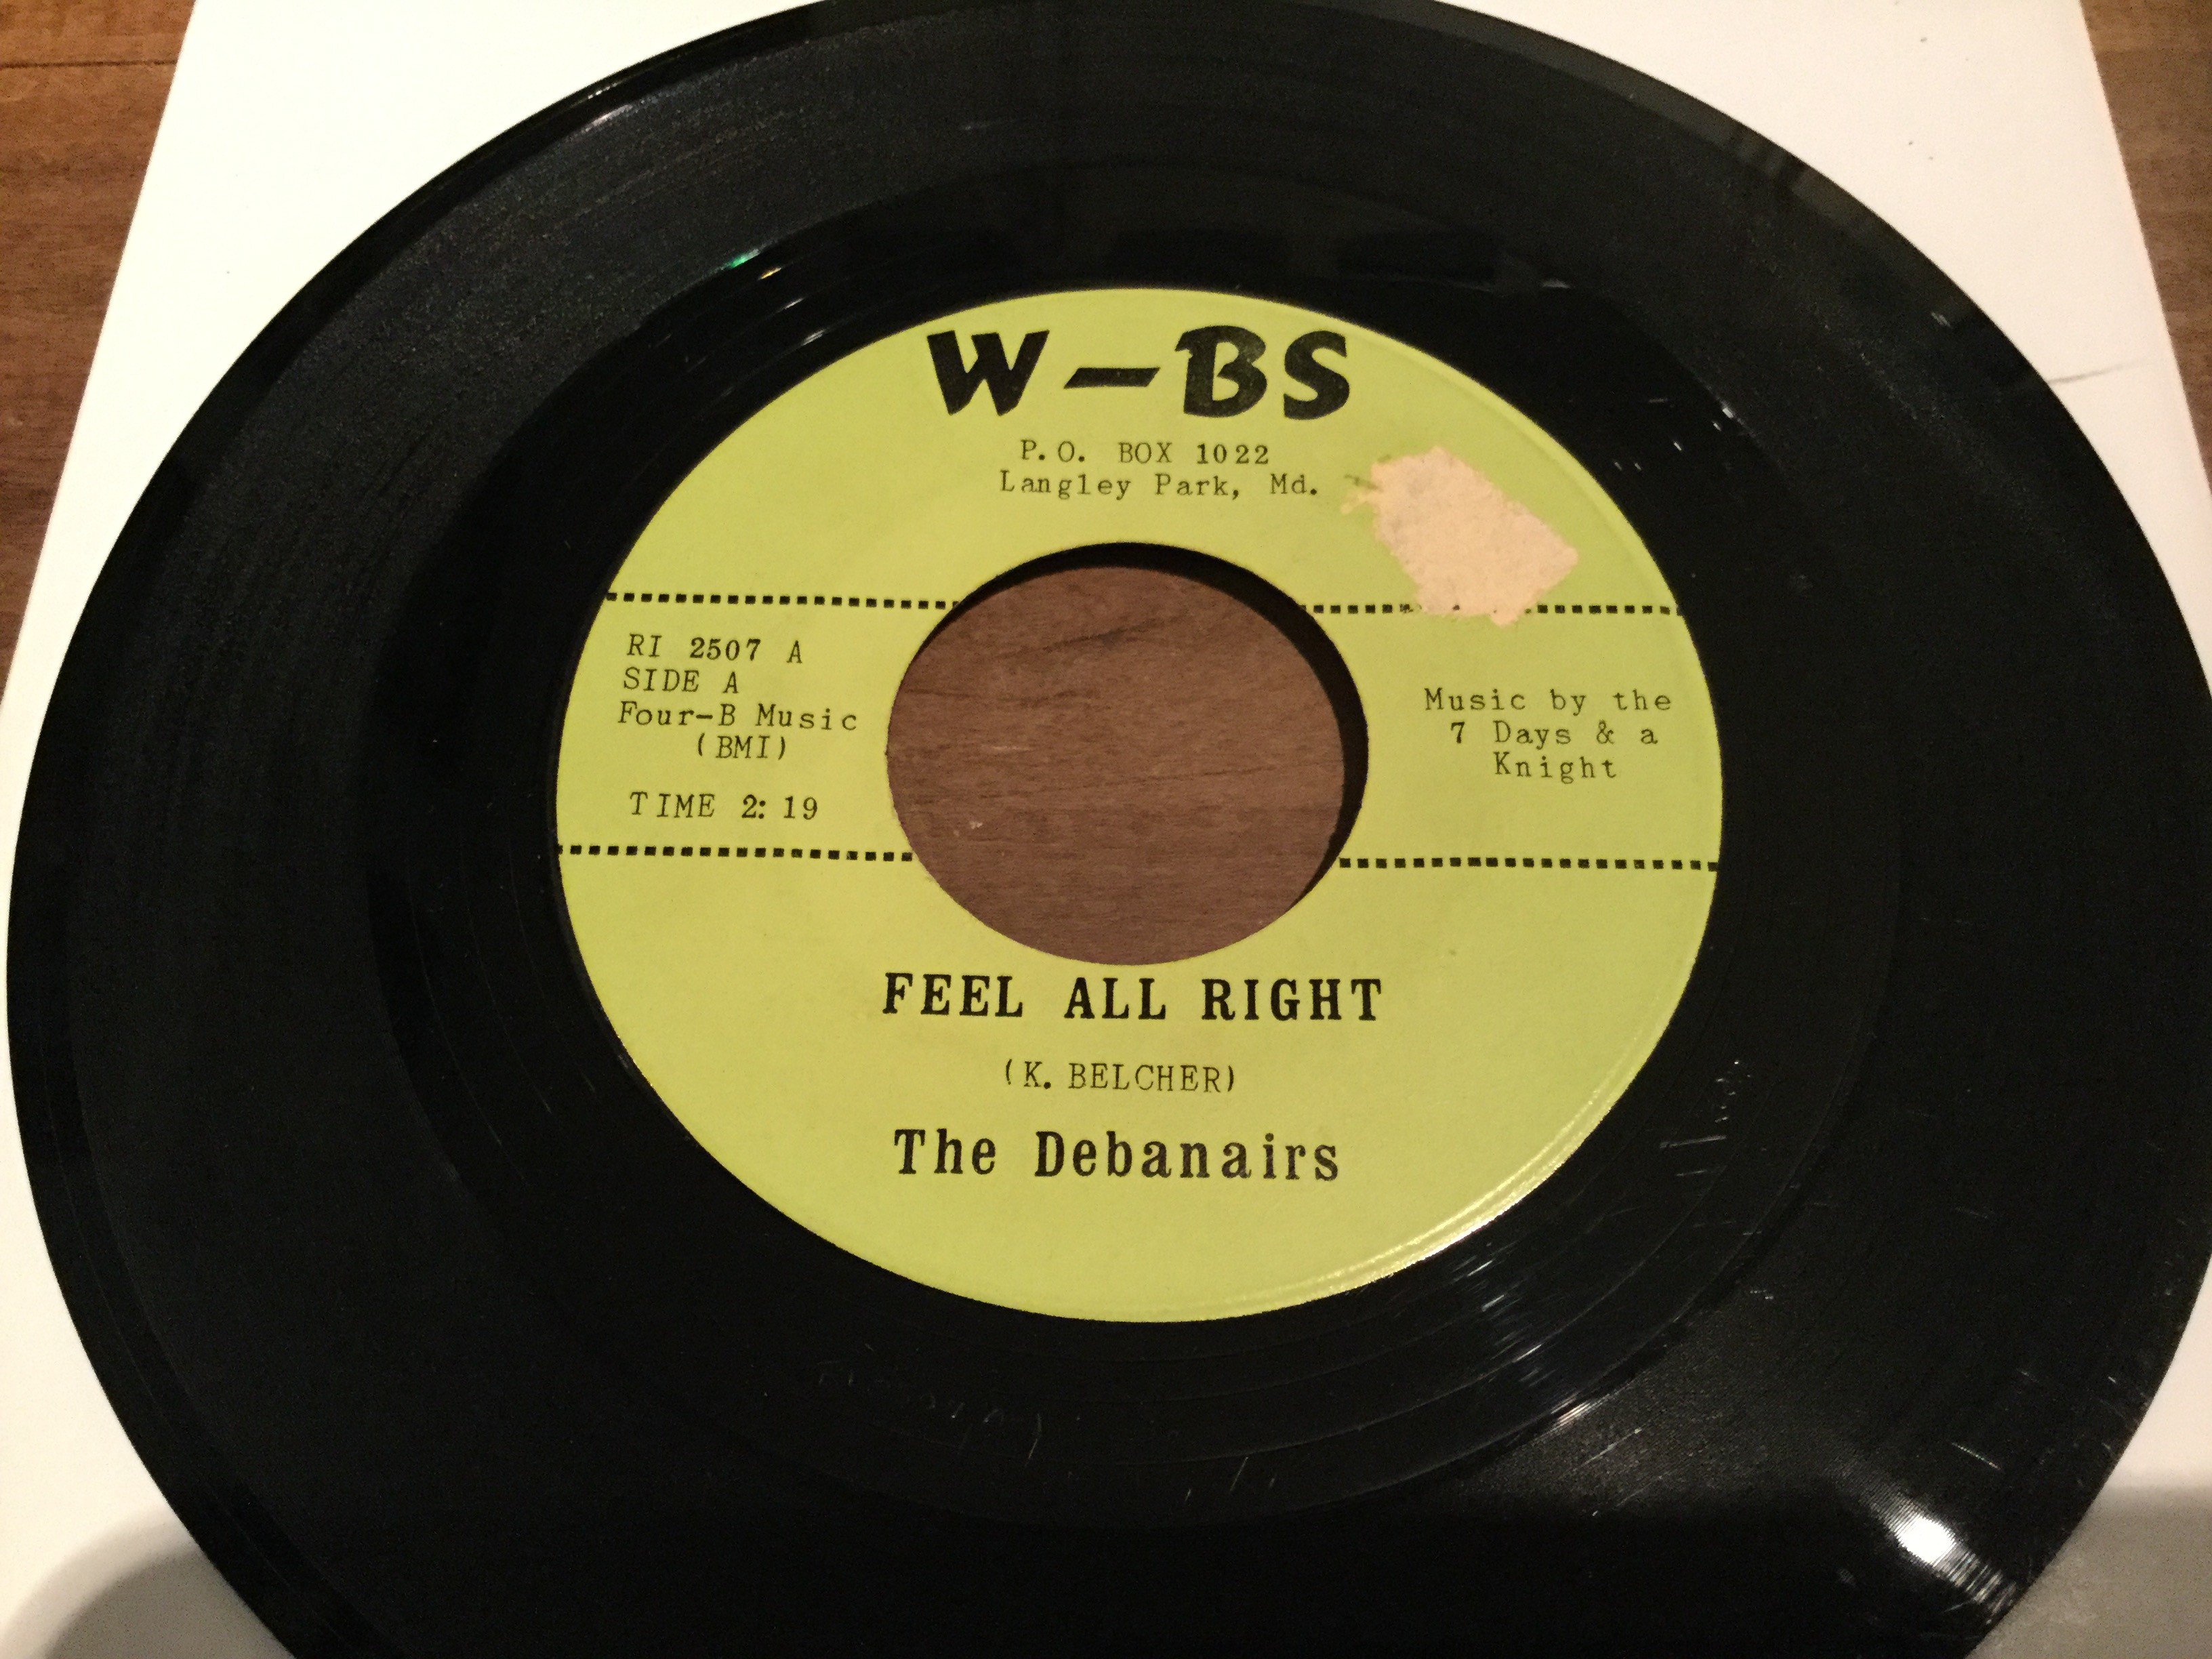 W-BS
P.O. BOX 1022
Langley Park, Md.
RI 2507 A
SIDE A
Four-B Music
(BMI)
TIME 2:19
Music by the
7 Days & a
Knight
FEEL ALL RIGHT
(K. BELCHER)
The Debanairs